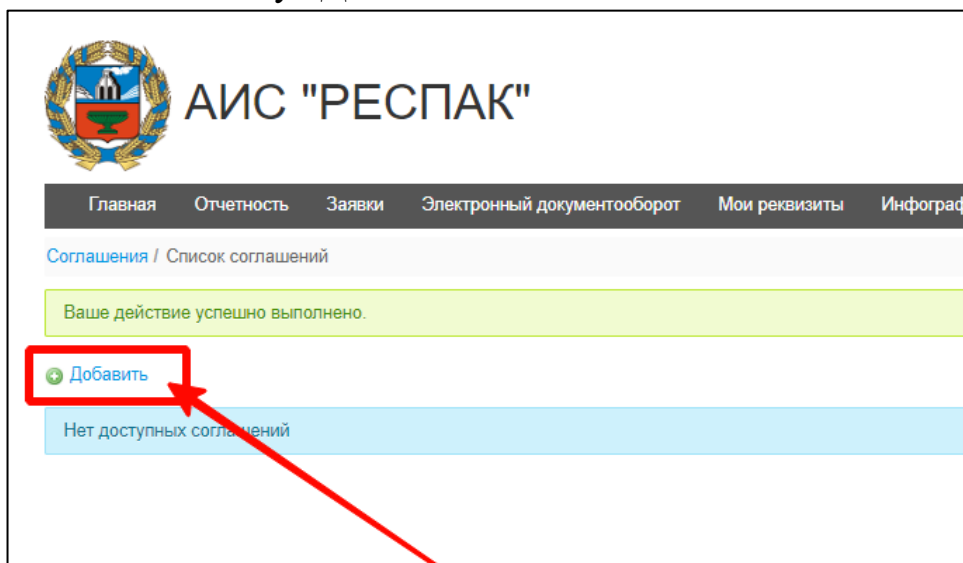 АИС "РЕСПАК"
Главная Отчетность Заявки Электронный документооборот Мои реквизиты
Соглашения / Список соглашений
Ваше действие успешно выполнено.
Добавить
Нет доступных соглашений